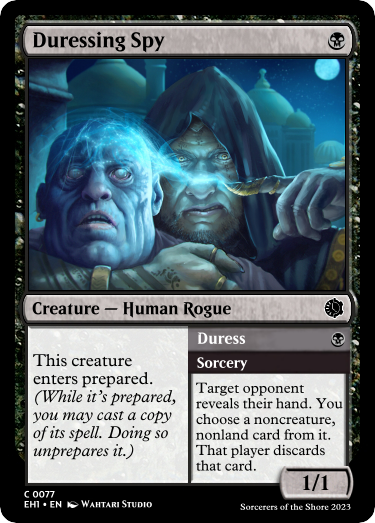 Duressing Spy
Creature — Human Rogue
This creature
enters prepared.
(While it's prepared,
you may cast a copy
of its spell. Doing so
unprepares it.)
Duress
Sorcery
Target opponent
reveals their hand. You
choose a noncreature,
nonland card from it.
That player discards
that card.
1/1
C 0077
EH1 • EN Wahtari Studio
Sorcerers of the Shore 2023